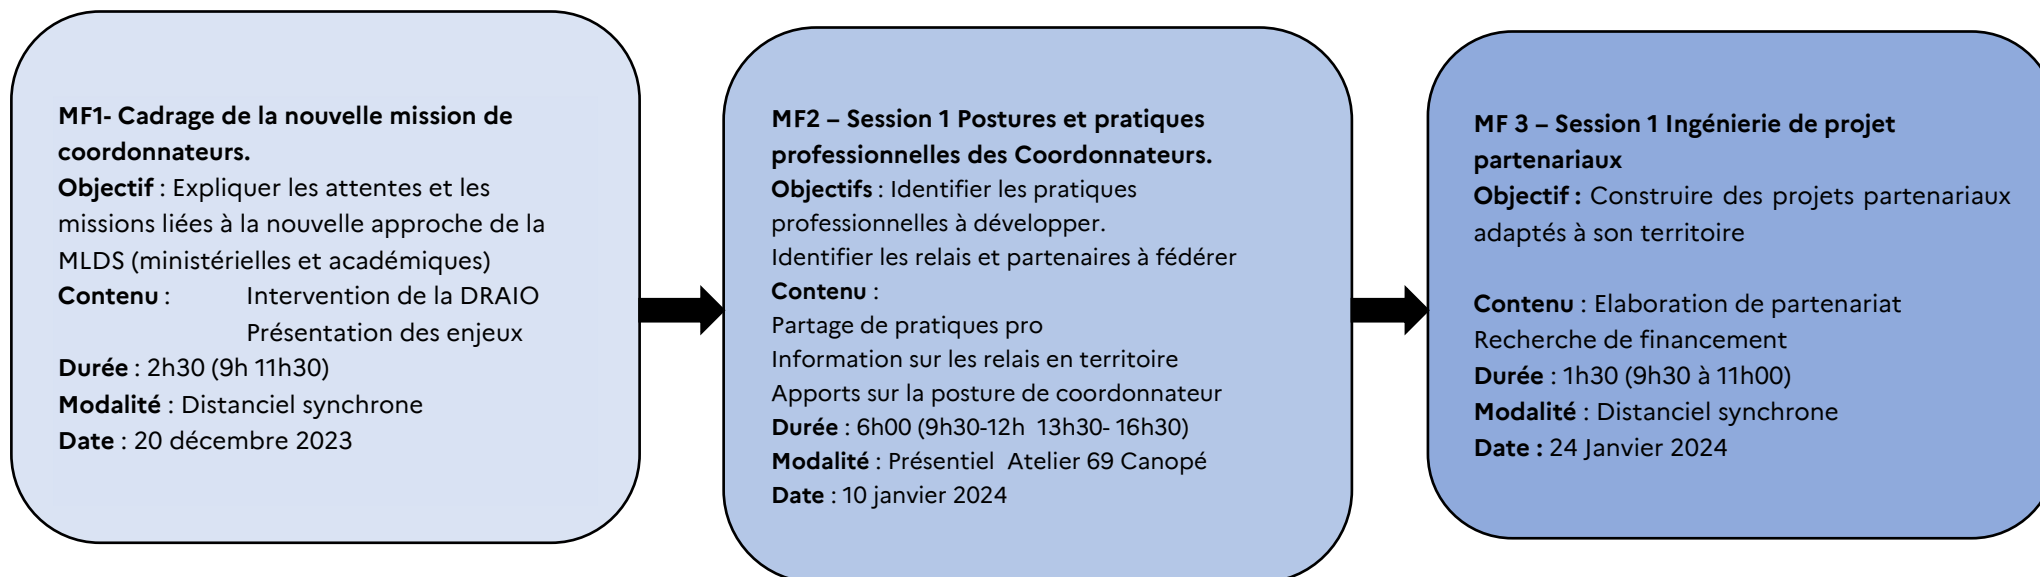 MF1- Cadrage de la nouvelle mission de
coordonnateurs.
Objectif : Expliquer les attentes et les
missions liées à la nouvelle approche de la
MLDS (ministérielles et académiques)
Contenu : Intervention de la DRAIO
Présentation des enjeux
Durée : 2h30 (9h 11h30)
Modalité : Distanciel synchrone
Date : 20 décembre 2023
MF2 – Session 1 Postures et pratiques
professionnelles des Coordonnateurs.
Objectifs : Identifier les pratiques
professionnelles à développer.
Identifier les relais et partenaires à fédérer
Contenu :
Partage de pratiques pro
Information sur les relais en territoire
Apports sur la posture de coordonnateur
Durée : 6h00 (9h30-12h 13h30- 16h30)
Modalité : Présentiel Atelier 69 Canopé
Date : 10 janvier 2024
MF 3 – Session 1 Ingénierie de projet
partenariaux
Objectif : Construire des projets partenariaux
adaptés à son territoire
Contenu : Elaboration de partenariat
Recherche de financement
Durée : 1h30 (9h30 à 11h00)
Modalité : Distanciel synchrone
Date : 24 Janvier 2024